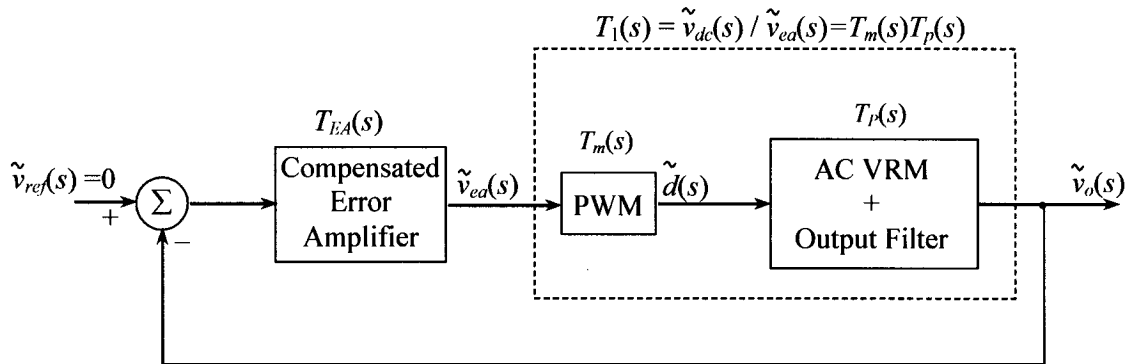 T₁(s) = ṽ_dc(s) / ṽ_ea(s)=T_m(s)T_p(s)
T_EA(s)
T_m(s)
T_P(s)
ṽ_ref(s) =0
+
Σ
−
Compensated
Error
Amplifier
ṽ_ea(s)
PWM
d̃(s)
AC VRM
+
Output Filter
ṽ_o(s)